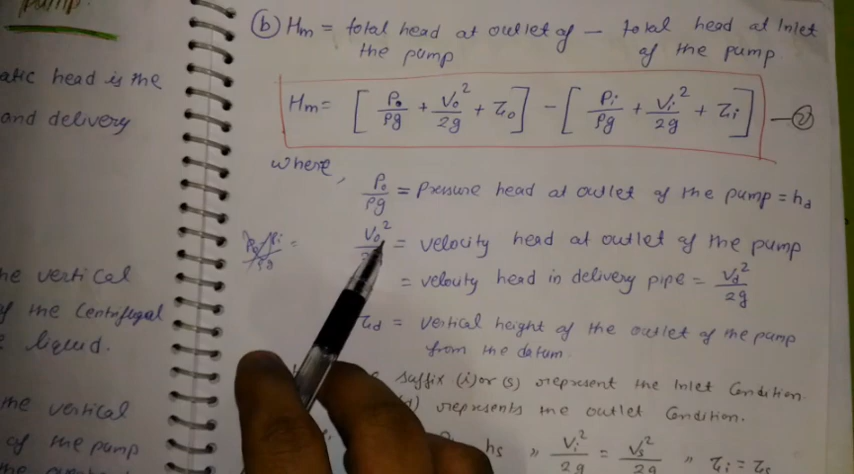 pump.
atic head is the
and delivery
he vertical
of the Centrifugal
liquid.
the vertical
of the pump
(b) Hm = total head at outlet of − total head at Inlet
the pump of the pump
Hm = [ Po/ρg + Vo²/2g + Zo ] − [ Pi/ρg + Vi²/2g + Zi ] — (2)
where,
Po/ρg = Pressure head at outlet of the pump = hd
Vo² = velocity head at outlet of the pump
= velocity head in delivery pipe = Vd²/2g
Zd = vertical height of the outlet of the pump
from the datum.
suffix (i) or (s) represent the Inlet Condition
(d) represents the outlet Condition.
hs " Vi²/2g = Vs²/2g " Zi = Zs